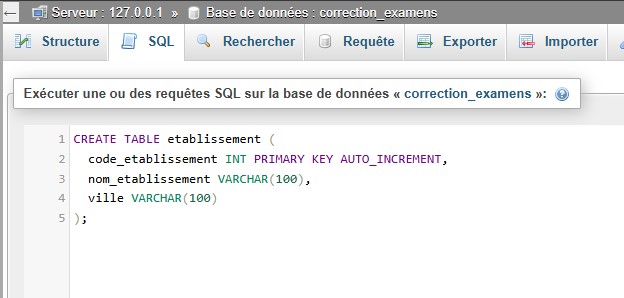 Serveur : 127.0.0.1 » Base de données : correction_examens
Structure SQL Rechercher Requête Exporter Importer
Exécuter une ou des requêtes SQL sur la base de données « correction_examens »:
1 CREATE TABLE etablissement (
2 code_etablissement INT PRIMARY KEY AUTO_INCREMENT,
3 nom_etablissement VARCHAR(100),
4 ville VARCHAR(100)
5 );